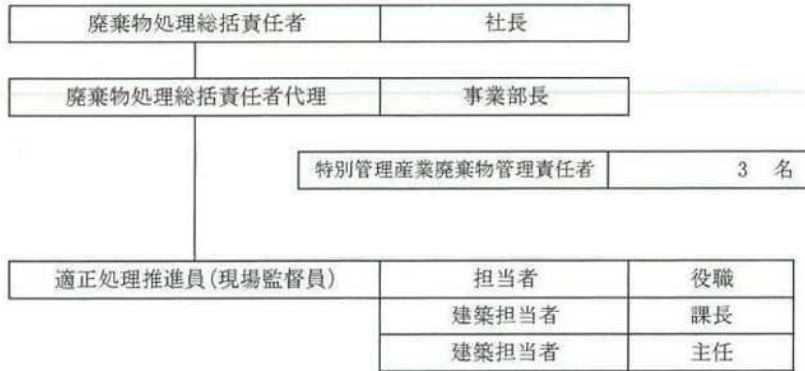 廃棄物処理総括責任者 社長
廃棄物処理総括責任者代理 事業部長
特別管理産業廃棄物管理責任者 3 名
適正処理推進員(現場監督員) 担当者 役職
建築担当者 課長
建築担当者 主任